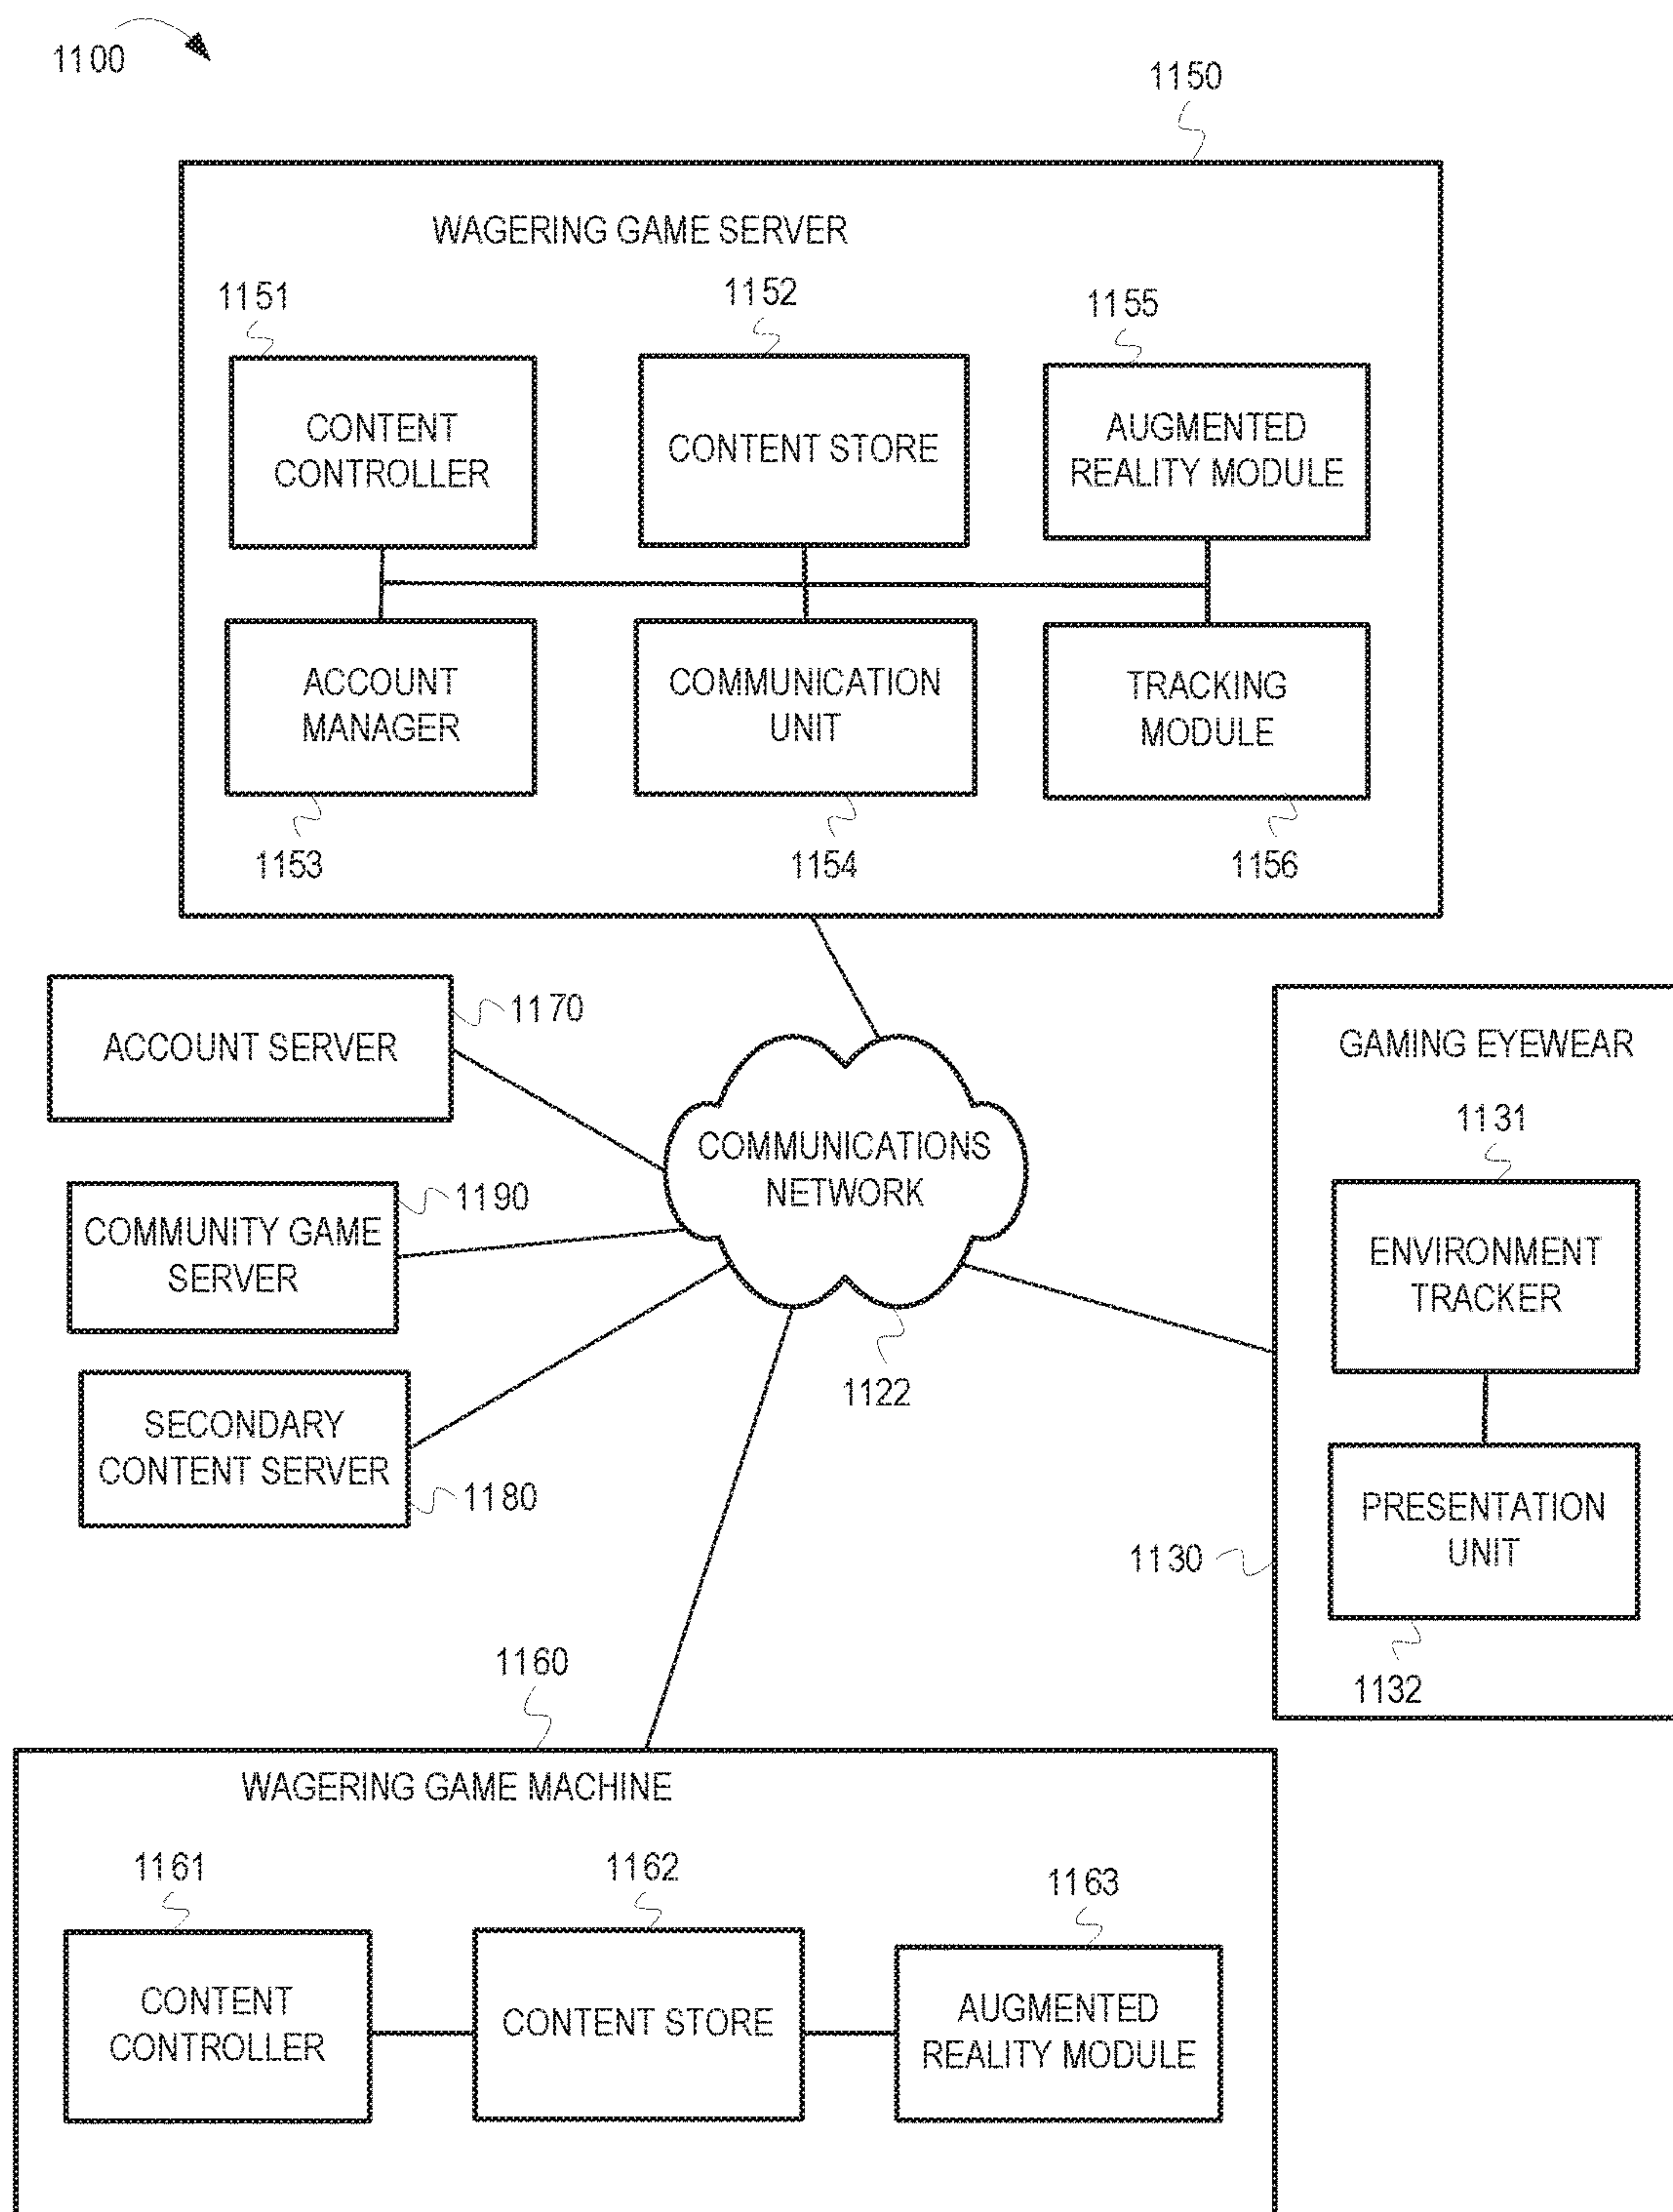 1100
1150
WAGERING GAME SERVER
1151
1152
1155
CONTENT
CONTROLLER
CONTENT STORE
AUGMENTED
REALITY MODULE
ACCOUNT
MANAGER
COMMUNICATION
UNIT
TRACKING
MODULE
1153
1154
1156
ACCOUNT SERVER
1170
COMMUNITY GAME
SERVER
1190
SECONDARY
CONTENT SERVER
1180
COMMUNICATIONS
NETWORK
1122
GAMING EYEWEAR
1131
ENVIRONMENT
TRACKER
PRESENTATION
UNIT
1130
1132
1160
WAGERING GAME MACHINE
1161
1162
1163
CONTENT
CONTROLLER
CONTENT STORE
AUGMENTED
REALITY MODULE